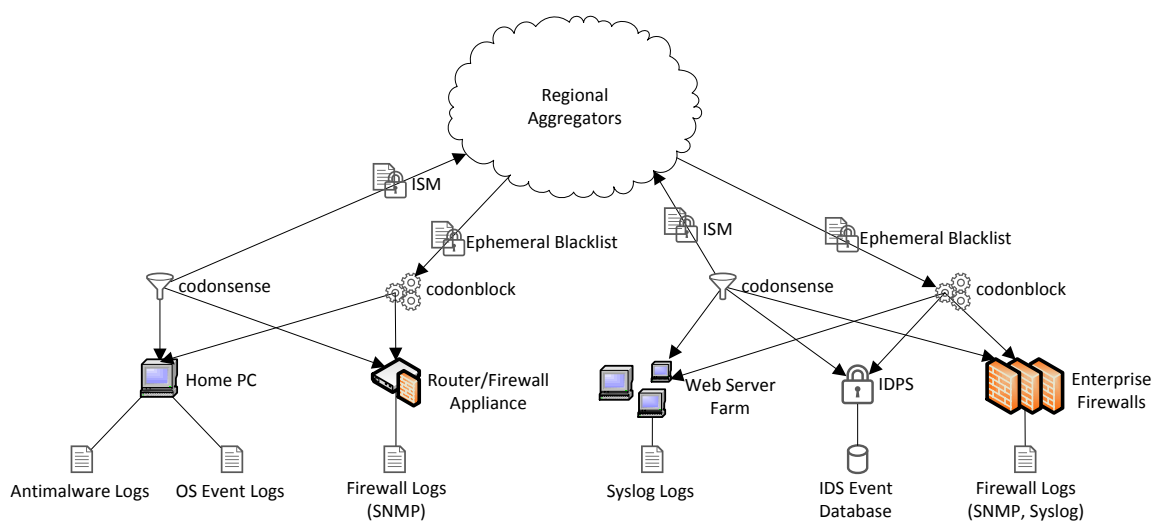 Regional
Aggregators
ISM
ISM
Ephemeral Blacklist
Ephemeral Blacklist
codonsense
codonblock
codonsense
codonblock
Home PC
Router/Firewall
Appliance
Web Server
Farm
IDPS
Enterprise
Firewalls
Antimalware Logs
OS Event Logs
Firewall Logs
(SNMP)
Syslog Logs
IDS Event
Database
Firewall Logs
(SNMP, Syslog)